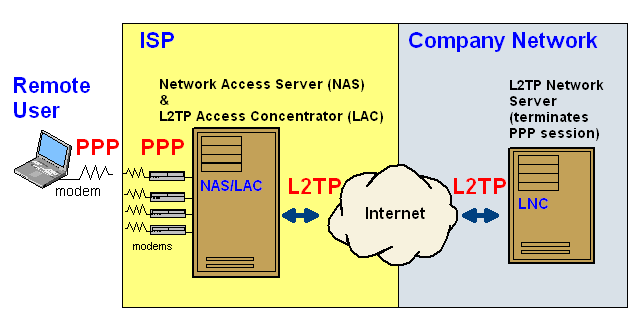 ISP
Company Network
Remote
User
Network Access Server (NAS)
&
L2TP Access Concentrator (LAC)
L2TP Network
Server
(terminates
PPP session)
PPP
PPP
modem
NAS/LAC
L2TP
Internet
L2TP
LNC
modems